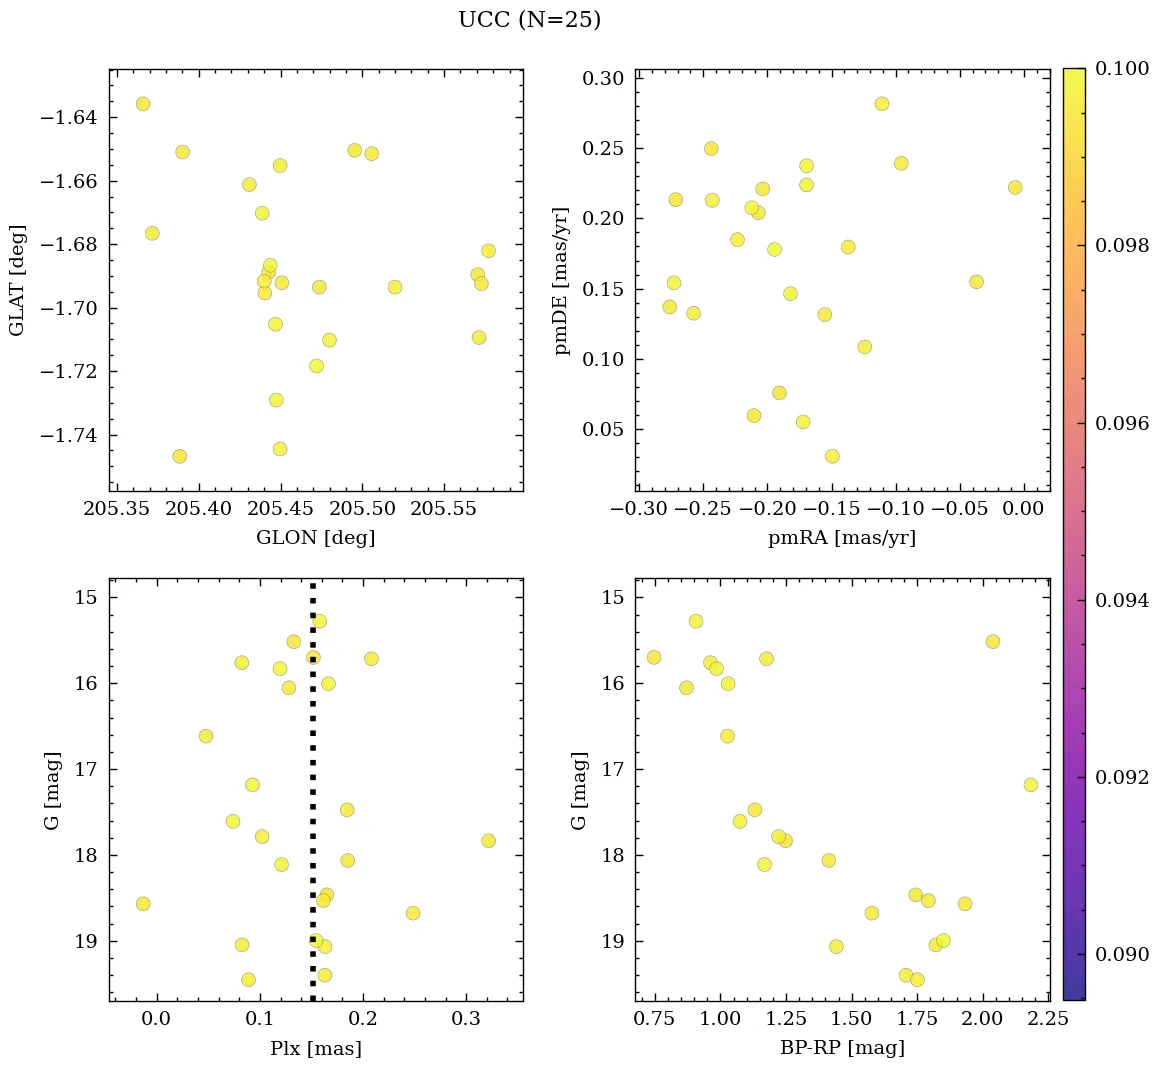 UCC (N=25)
−1.64
−1.66
−1.68
−1.70
−1.72
−1.74
GLAT [deg]
205.35 205.40 205.45 205.50 205.55
GLON [deg]
0.30
0.25
0.20
0.15
0.10
0.05
pmDE [mas/yr]
−0.30 −0.25 −0.20 −0.15 −0.10 −0.05 0.00
pmRA [mas/yr]
15
16
17
18
19
G [mag]
0.0 0.1 0.2 0.3
Plx [mas]
15
16
17
18
19
G [mag]
0.75 1.00 1.25 1.50 1.75 2.00 2.25
BP-RP [mag]
0.100
0.098
0.096
0.094
0.092
0.090